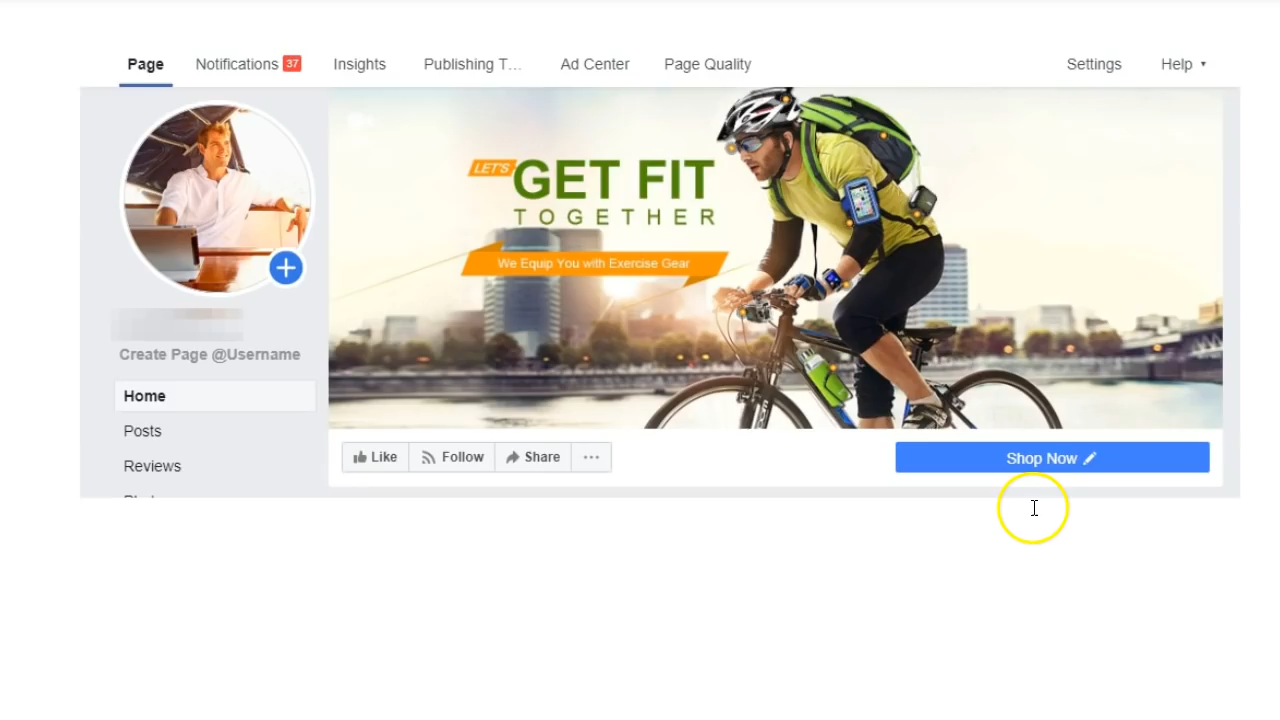 Page Notifications 37 Insights Publishing T... Ad Center Page Quality Settings Help
LET'S
GET FIT
TOGETHER
We Equip You with Exercise Gear
Create Page @Username
Home
Posts
Reviews
Like Follow Share ... Shop Now